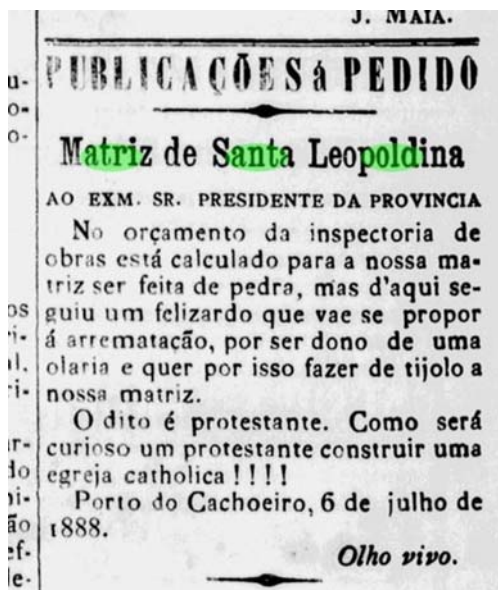 J. MAIA.
PUBLICAÇÕES á PEDIDO
Matriz de Santa Leopoldina
AO EXM. SR. PRESIDENTE DA PROVINCIA
No orçamento da inspectoria de
obras está calculado para a nossa ma-
triz ser feita de pedra, mas d'aqui se-
guiu um felizardo que vae se propor
á arrematação, por ser dono de uma
olaria e quer por isso fazer de tijolo a
nossa matriz.
O dito é protestante. Como será
curioso um protestante construir uma
egreja catholica ! ! ! !
Porto do Cachoeiro, 6 de julho de
1888.
Olho vivo.